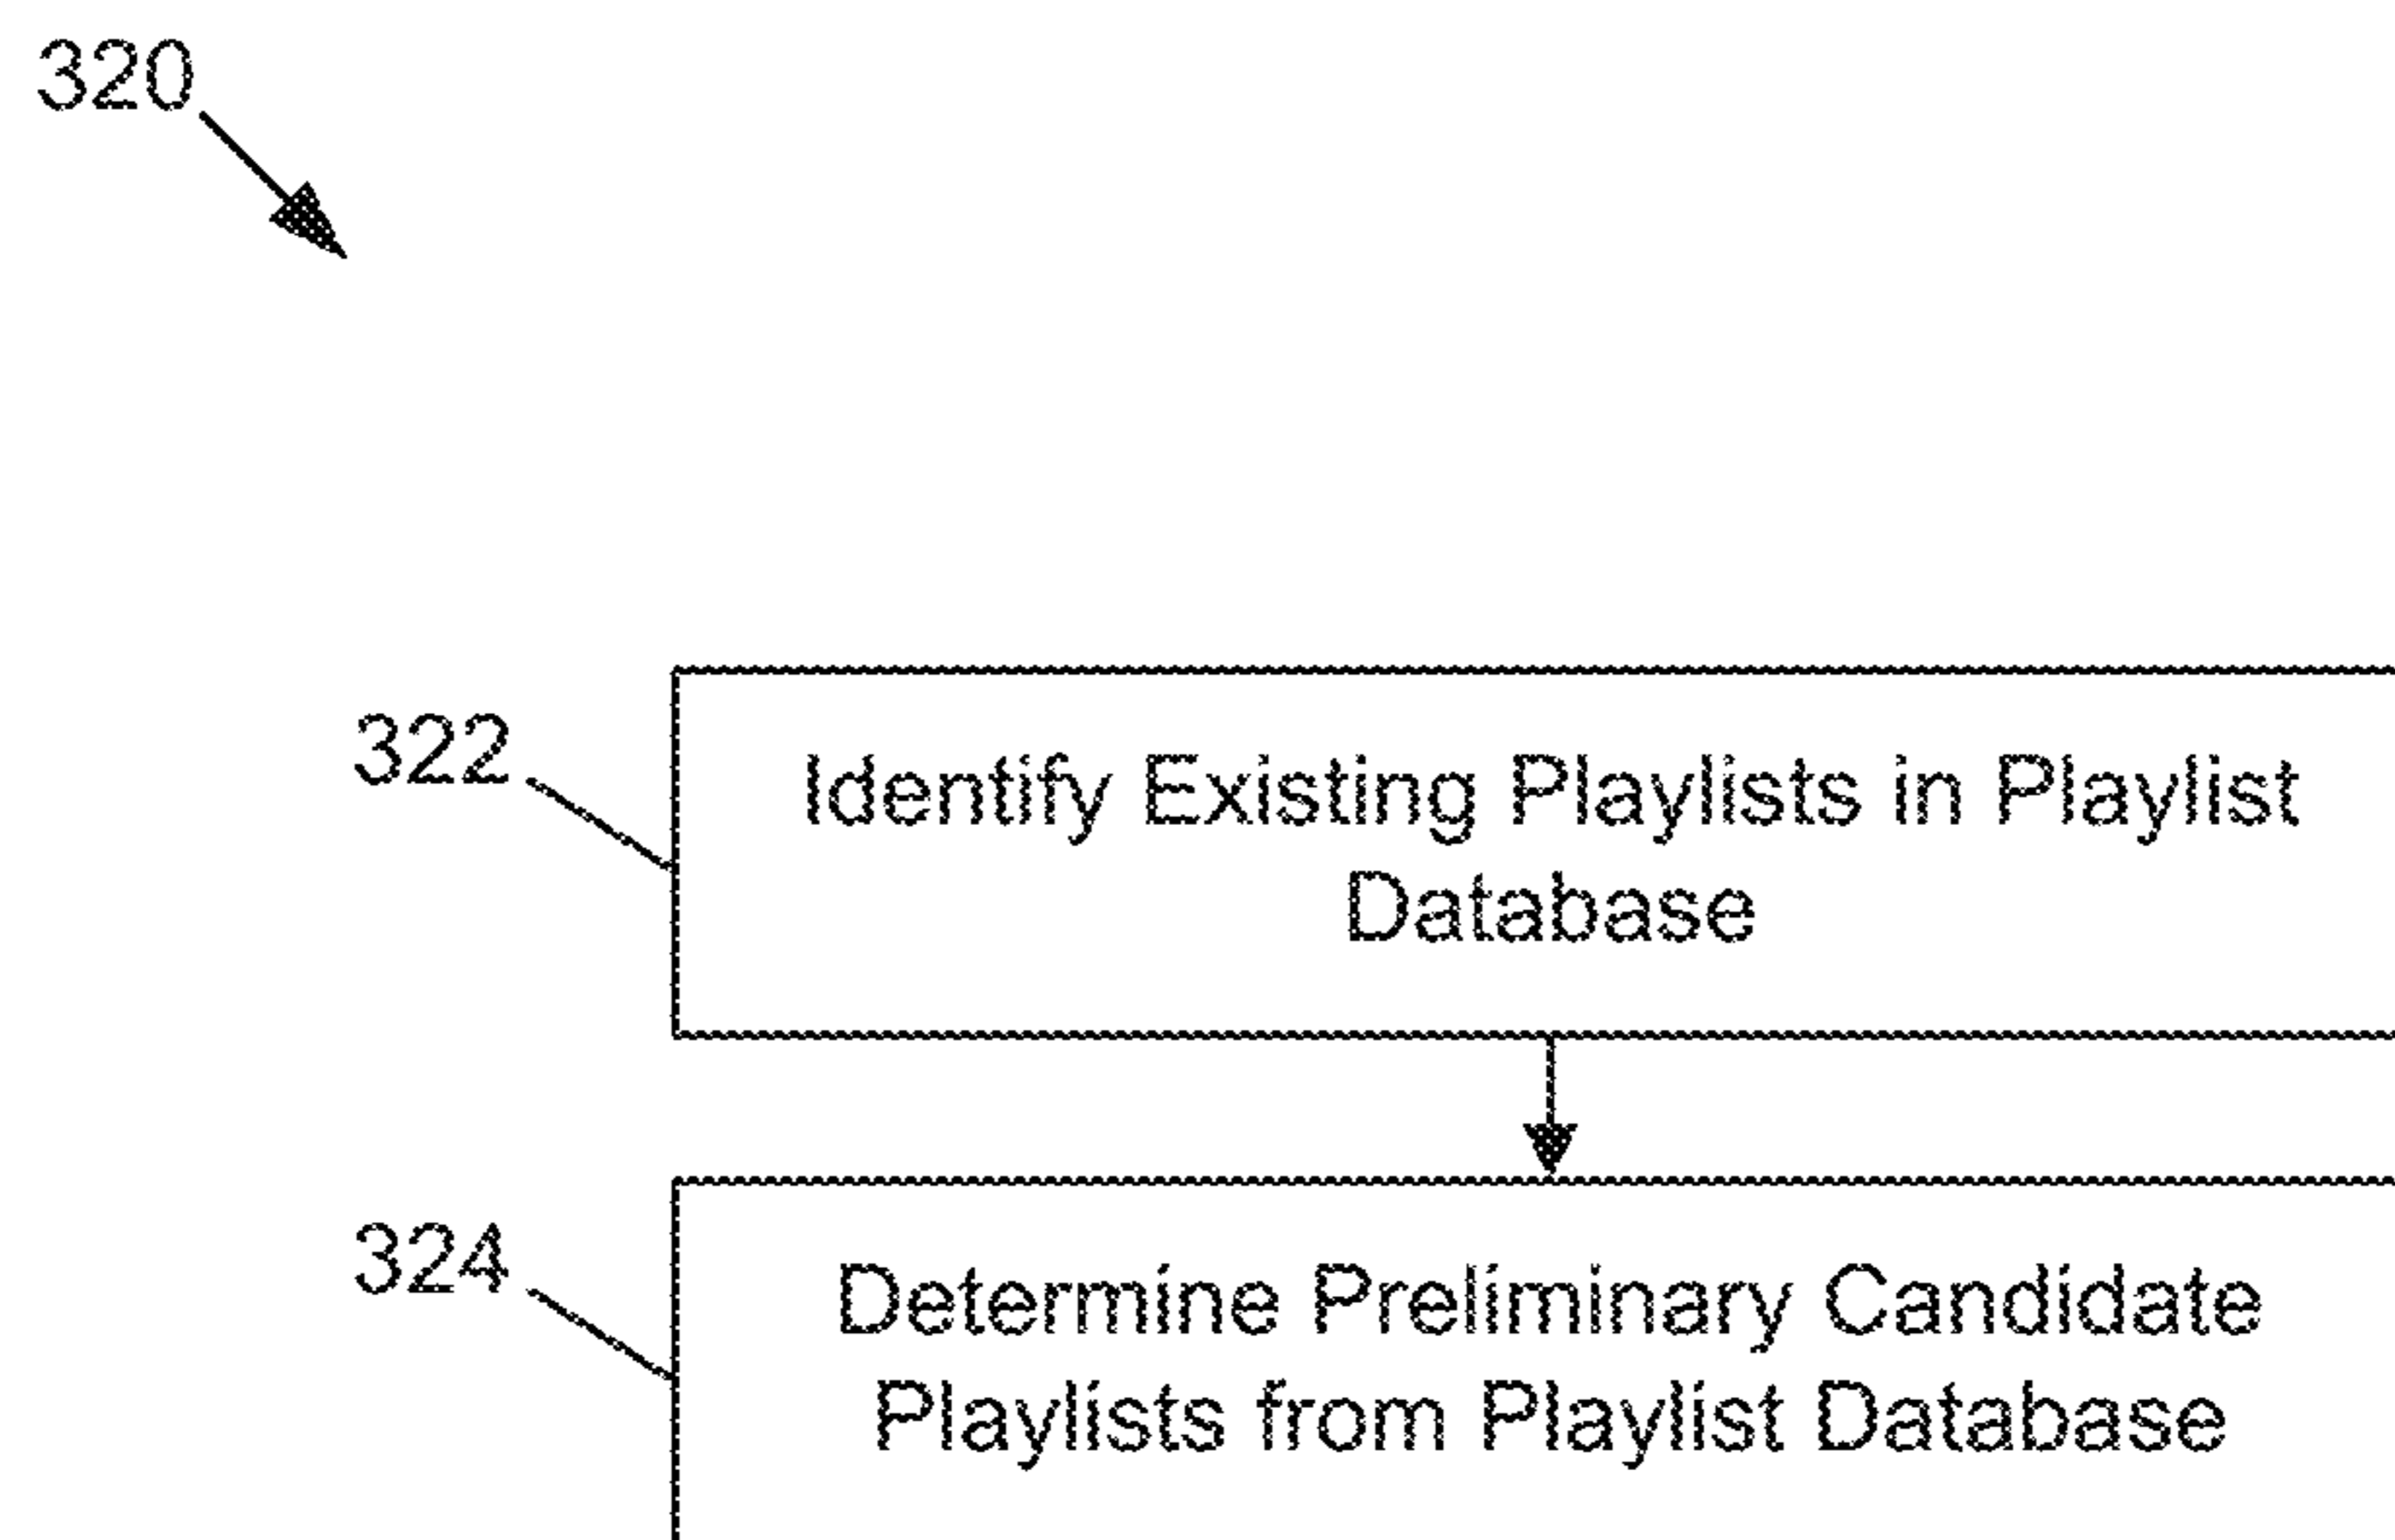 320
322
Identify Existing Playlists in Playlist
Database
324
Determine Preliminary Candidate
Playlists from Playlist Database